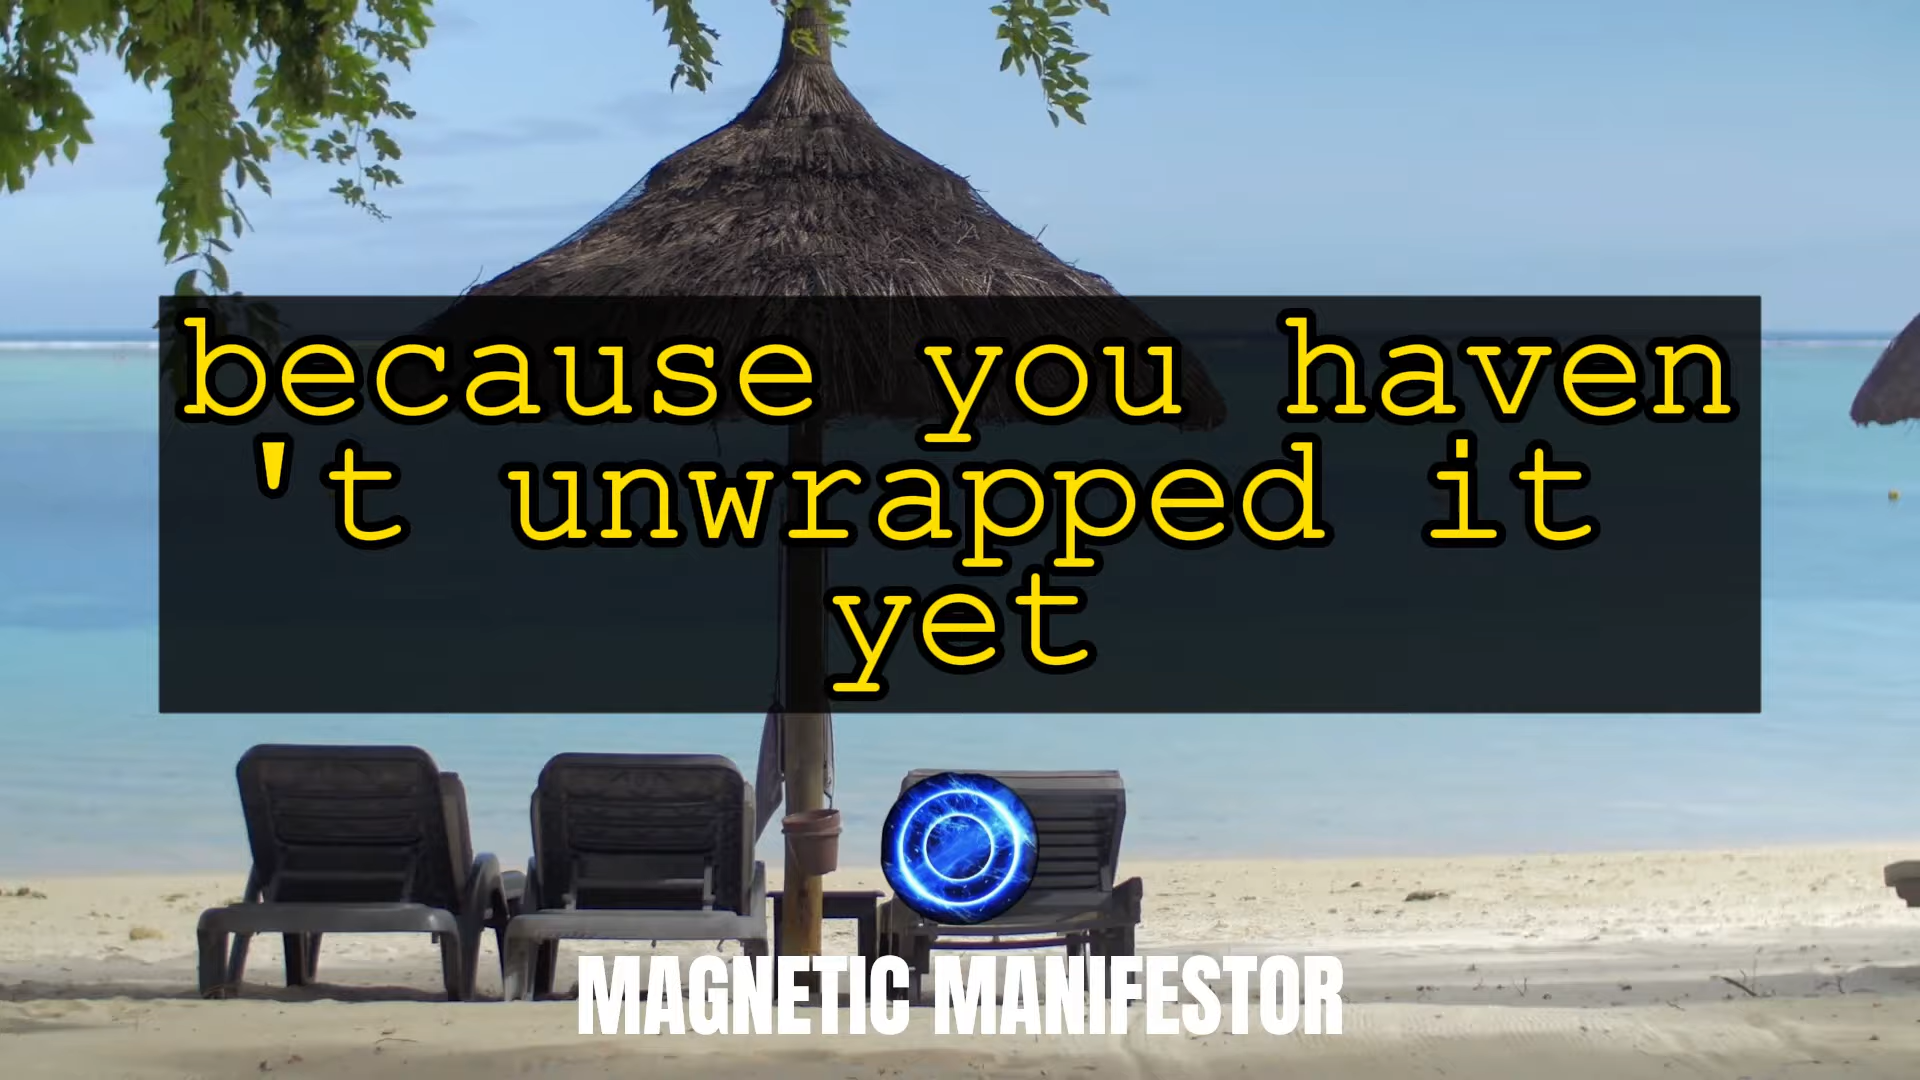 because you haven
't unwrapped it
yet
MAGNETIC MANIFESTOR